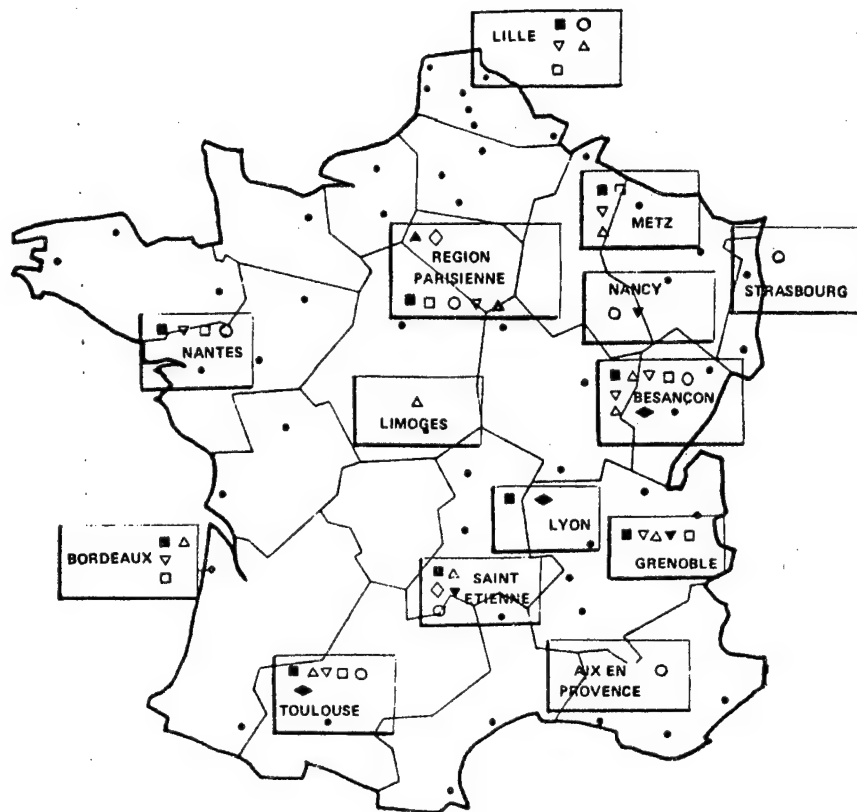 LILLE
METZ
REGION
PARISIENNE
NANCY
STRASBOURG
NANTES
BESANÇON
LIMOGES
LYON
BORDEAUX
GRENOBLE
SAINT
ETIENNE
AIX EN
PROVENCE
TOULOUSE